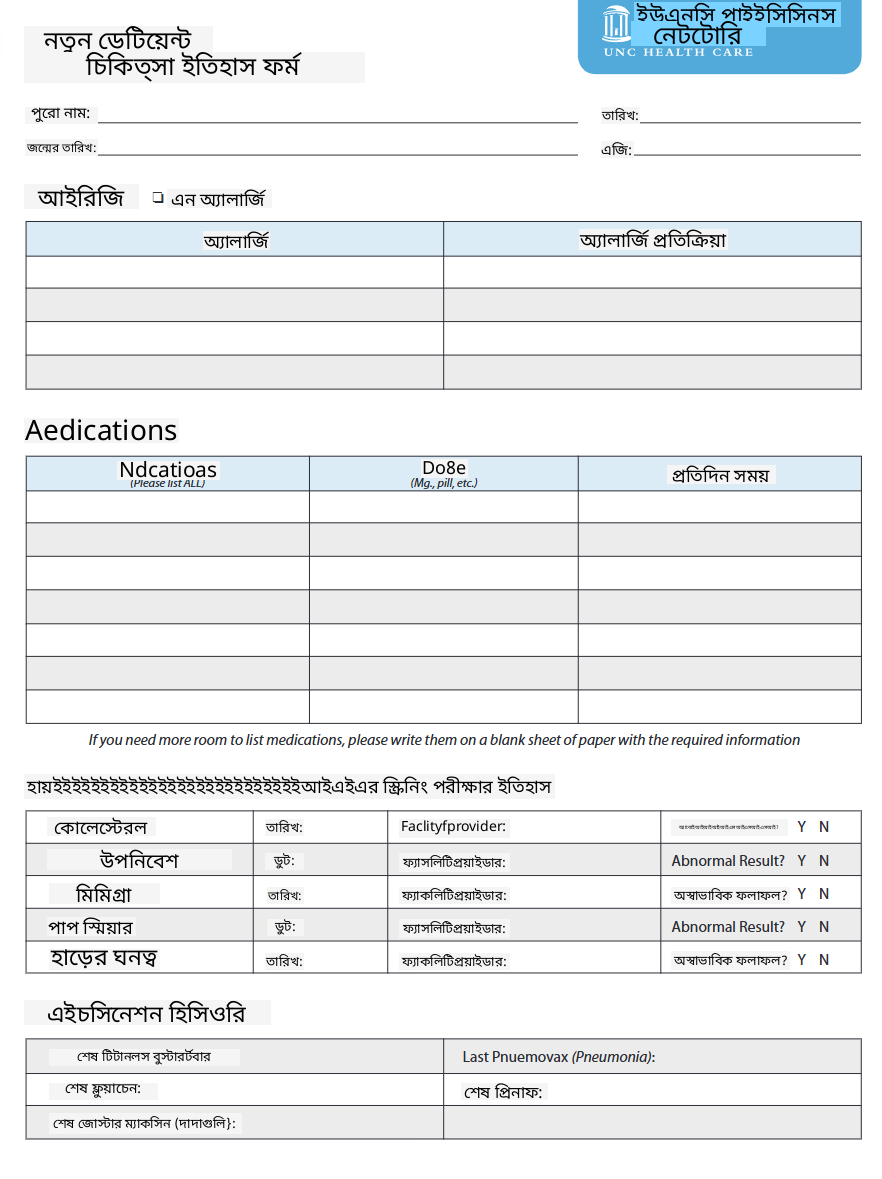 ইউএনসি পাইইসিসিনস
নেটটোরি
UNC HEALTH CARE
নতুন ডেটিয়েন্ট
চিকিত্সা ইতিহাস ফর্ম
পুরো নাম:
তারিখ:
জন্মের তারিখ:
এজি:
আইরিজি ❏ এন অ্যালার্জি
অ্যালার্জি
অ্যালার্জি প্রতিক্রিয়া
Aedications
Ndcatioas
(Please list ALL)
Do8e
(Mg., pill, etc.)
প্রতিদিন সময়
If you need more room to list medications, please write them on a blank sheet of paper with the required information
আইএইএর স্ক্রিনিং পরীক্ষার ইতিহাস
কোলেস্টেরল তারিখ: Faclityfprovider: Y N
উপনিবেশ ডুট: ফ্যাসলিটিপ্রয়াইডার: Abnormal Result? Y N
মিমিগ্রা তারিখ: ফ্যাকলিটিপ্রয়াইডার: অস্বাভাবিক ফলাফল? Y N
পাপ স্মিয়ার ডুট: ফ্যাসলিটিপ্রয়াইডার: Abnormal Result? Y N
হাড়ের ঘনত্ব তারিখ: ফ্যাকলিটিপ্রয়াইডার: অস্বাভাবিক ফলাফল? Y N
এইচসিনেশন হিসিওরি
শেষ টিটানলস বুস্টারর্টবার
Last Pnuemovax (Pneumonia):
শেষ ফ্লুয়াচেন:
শেষ প্রিনাফ:
শেষ জোস্টার ম্যাকসিন (দাদাগুলি}: